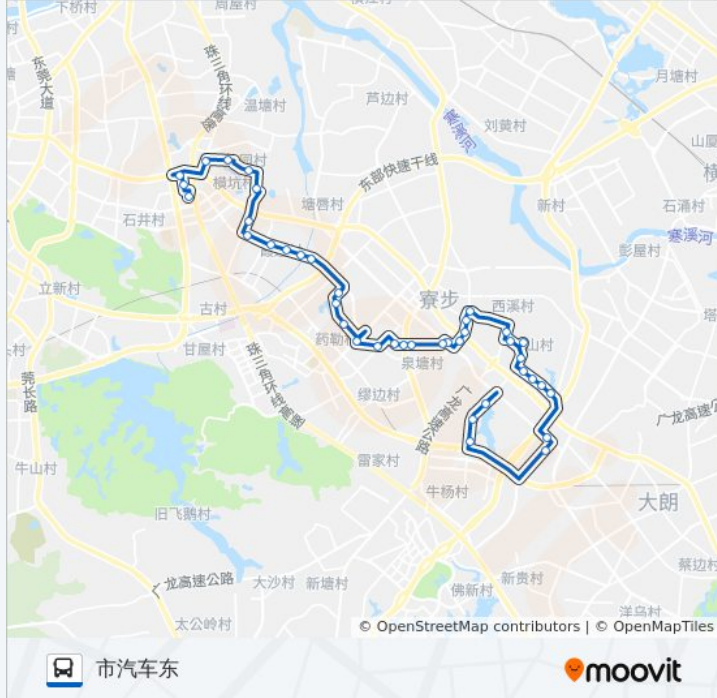 下桥村
周屋村
东莞大道
珠三角环线
温塘村
芦边村
月塘村
寒溪河
刘黄村
东部快速干线
横坑村
石井村
塘唇村
新村
石涌村
寒溪河
彭屋村
立新村
古村
寮步
西溪村
甘屋村
泉塘村
珠三角环线高速
缪边村
广龙高速公路
广龙高速公
莞长路
雷家村
牛山村
牛杨村
大朗
旧飞鹅村
广龙高速公路
大沙村
新塘村
新贵村
佛新村
蔡边村
洋乌村
太公岭村
© OpenStreetMap contributors | © OpenMapTiles
市汽车东
moovit